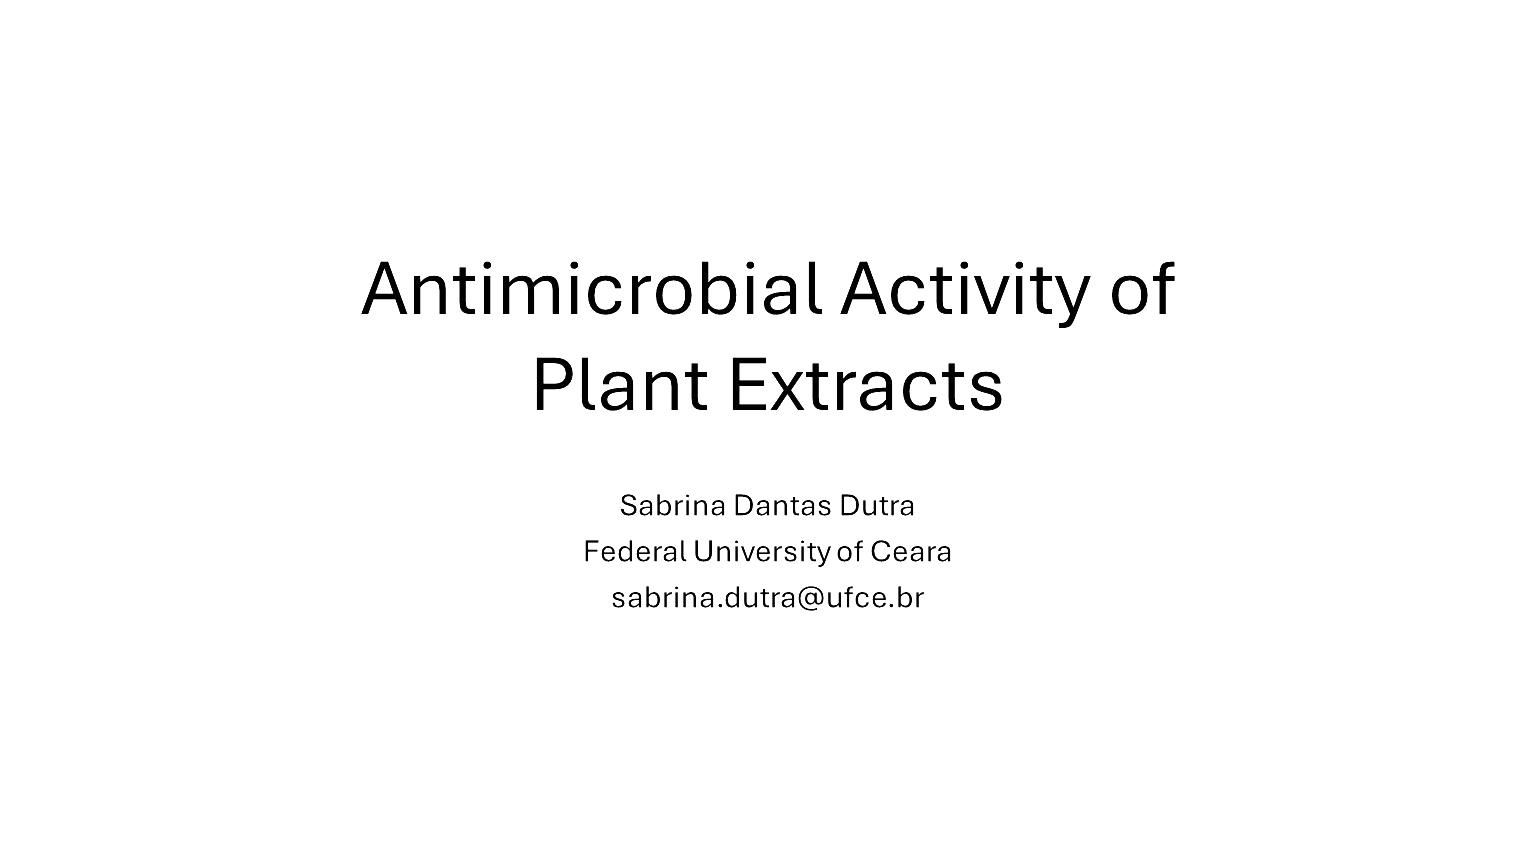 Antimicrobial Activity of
Plant Extracts
Sabrina Dantas Dutra
Federal University of Ceara
sabrina.dutra@ufce.br